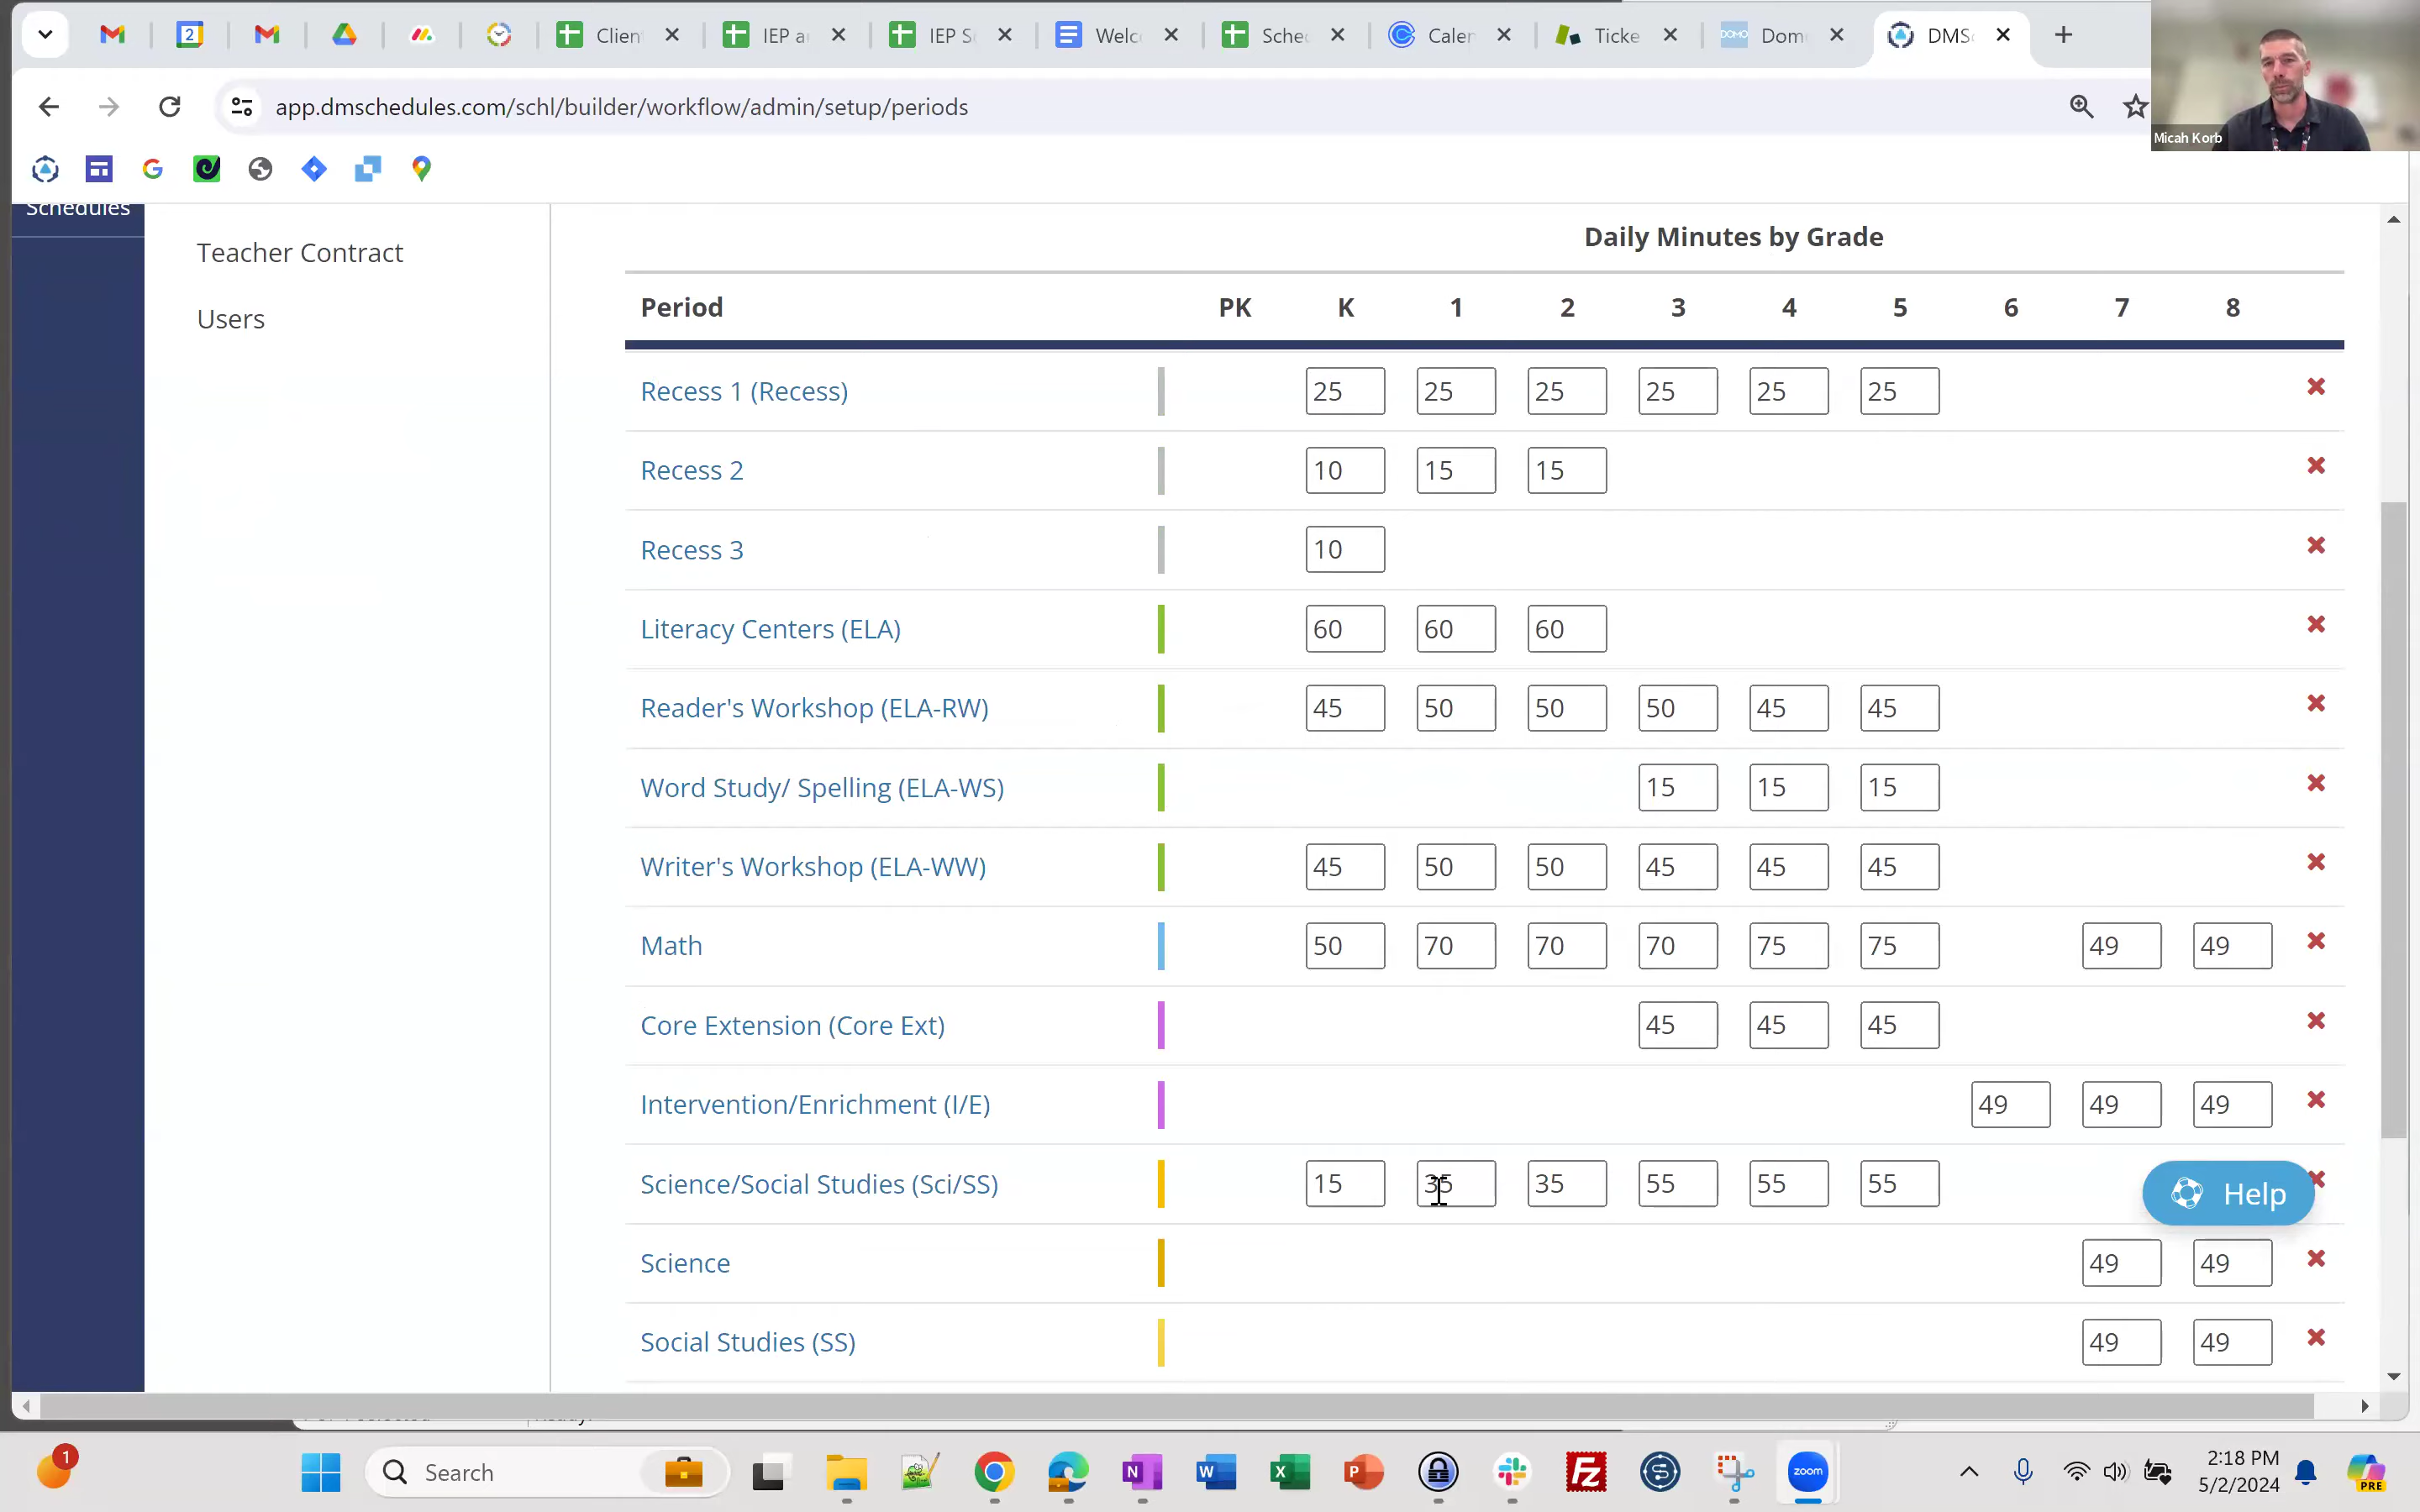 Clien
IEP a
IEP S
Welc
Sche
Calen
Ticke
DOMO
Dom
DMS
app.dmschedules.com/schl/builder/workflow/admin/setup/periods
Micah Korb
Schedules
Teacher Contract
Users
Daily Minutes by Grade
Period PK K 1 2 3 4 5 6 7 8
Recess 1 (Recess) 25 25 25 25 25 25
Recess 2 10 15 15
Recess 3 10
Literacy Centers (ELA) 60 60 60
Reader's Workshop (ELA-RW) 45 50 50 50 45 45
Word Study/ Spelling (ELA-WS) 15 15 15
Writer's Workshop (ELA-WW) 45 50 50 45 45 45
Math 50 70 70 70 75 75 49 49
Core Extension (Core Ext) 45 45 45
Intervention/Enrichment (I/E) 49 49 49
Science/Social Studies (Sci/SS) 15 35 35 55 55 55
Help
Science 49 49
Social Studies (SS) 49 49
1
Search
zoom
2:18 PM
5/2/2024
PRE